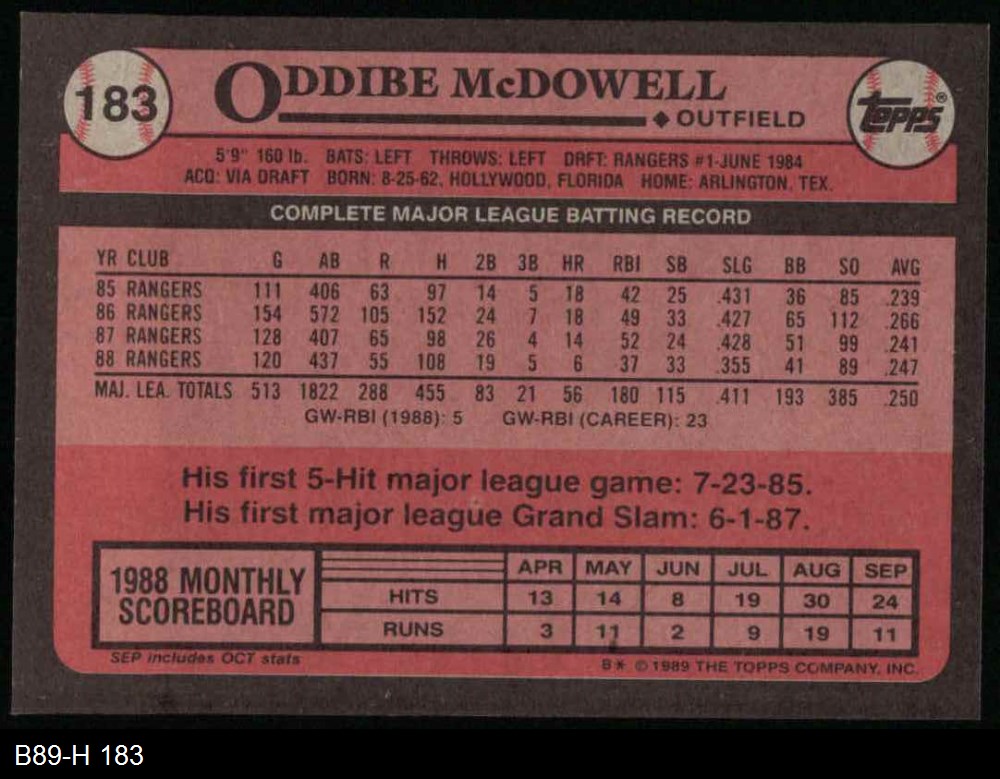 183
ODDIBE McDOWELL
OUTFIELD
TOPPS®
5'9" 160 lb. BATS: LEFT THROWS: LEFT DRFT: RANGERS #1-JUNE 1984
ACQ: VIA DRAFT BORN: 8-25-62, HOLLYWOOD, FLORIDA HOME: ARLINGTON, TEX.
COMPLETE MAJOR LEAGUE BATTING RECORD
YR CLUB G AB R H 2B 3B HR RBI SB SLG BB SO AVG
85 RANGERS 111 406 63 97 14 5 18 42 25 .431 36 85 .239
86 RANGERS 154 572 105 152 24 7 18 49 33 .427 65 112 .266
87 RANGERS 128 407 65 98 26 4 14 52 24 .428 51 99 .241
88 RANGERS 120 437 55 108 19 5 6 37 33 .355 41 89 .247
MAJ. LEA. TOTALS 513 1822 288 455 83 21 56 180 115 .411 193 385 .250
GW-RBI (1988): 5 GW-RBI (CAREER): 23
His first 5-Hit major league game: 7-23-85.
His first major league Grand Slam: 6-1-87.
1988 MONTHLY
SCOREBOARD
APR MAY JUN JUL AUG SEP
HITS 13 14 8 19 30 24
RUNS 3 11 2 9 19 11
SEP includes OCT stats
B* © 1989 THE TOPPS COMPANY, INC.
B89-H 183